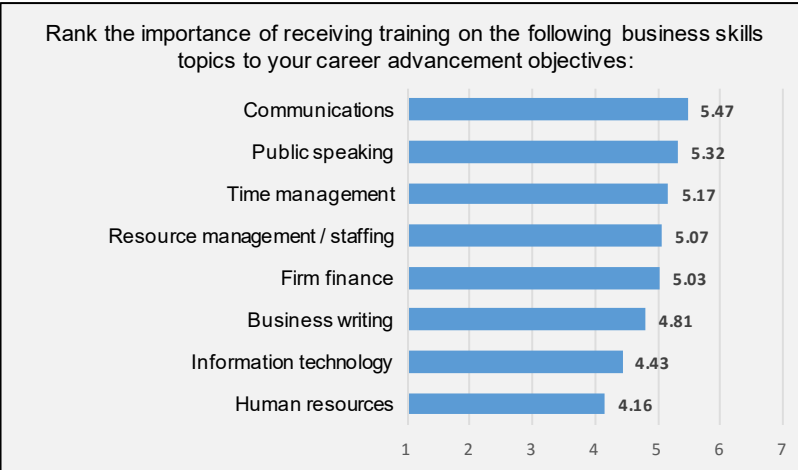 Rank the importance of receiving training on the following business skills
topics to your career advancement objectives:
Communications 5.47
Public speaking 5.32
Time management 5.17
Resource management / staffing 5.07
Firm finance 5.03
Business writing 4.81
Information technology 4.43
Human resources 4.16
1 2 3 4 5 6 7